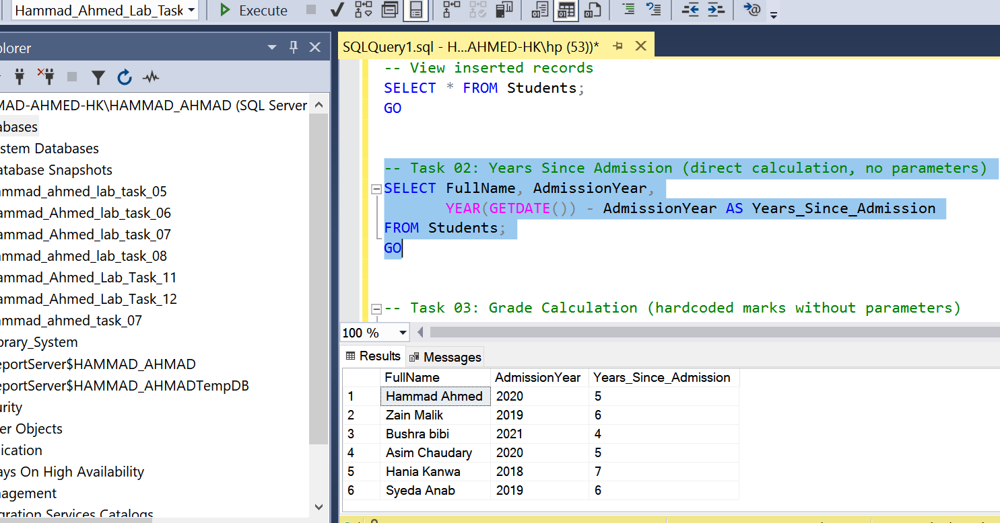 Hammad_Ahmed_Lab_Task
Execute
plorer
SQLQuery1.sql - H...AHMED-HK\hp (53))*
MAD-AHMED-HK\HAMMAD_AHMAD (SQL Server
abases
stem Databases
atabase Snapshots
ammad_ahmed_lab_task_05
ammad_Ahmed_lab_task_06
ammad_Ahmed_lab_task_07
ammad_ahmed_lab_task_08
ammad_Ahmed_Lab_Task_11
ammad_Ahmed_Lab_Task_12
ammad_ahmed_task_07
brary_System
eportServer$HAMMAD_AHMAD
eportServer$HAMMAD_AHMADTempDB
urity
er Objects
lication
ays On High Availability
nagement
gration Services Catalogs
-- View inserted records
SELECT * FROM Students;
GO
-- Task 02: Years Since Admission (direct calculation, no parameters)
SELECT FullName, AdmissionYear,
YEAR(GETDATE()) - AdmissionYear AS Years_Since_Admission
FROM Students;
GO
-- Task 03: Grade Calculation (hardcoded marks without parameters)
100 %
Results Messages
FullName AdmissionYear Years_Since_Admission
1 Hammad Ahmed 2020 5
2 Zain Malik 2019 6
3 Bushra bibi 2021 4
4 Asim Chaudary 2020 5
5 Hania Kanwa 2018 7
6 Syeda Anab 2019 6